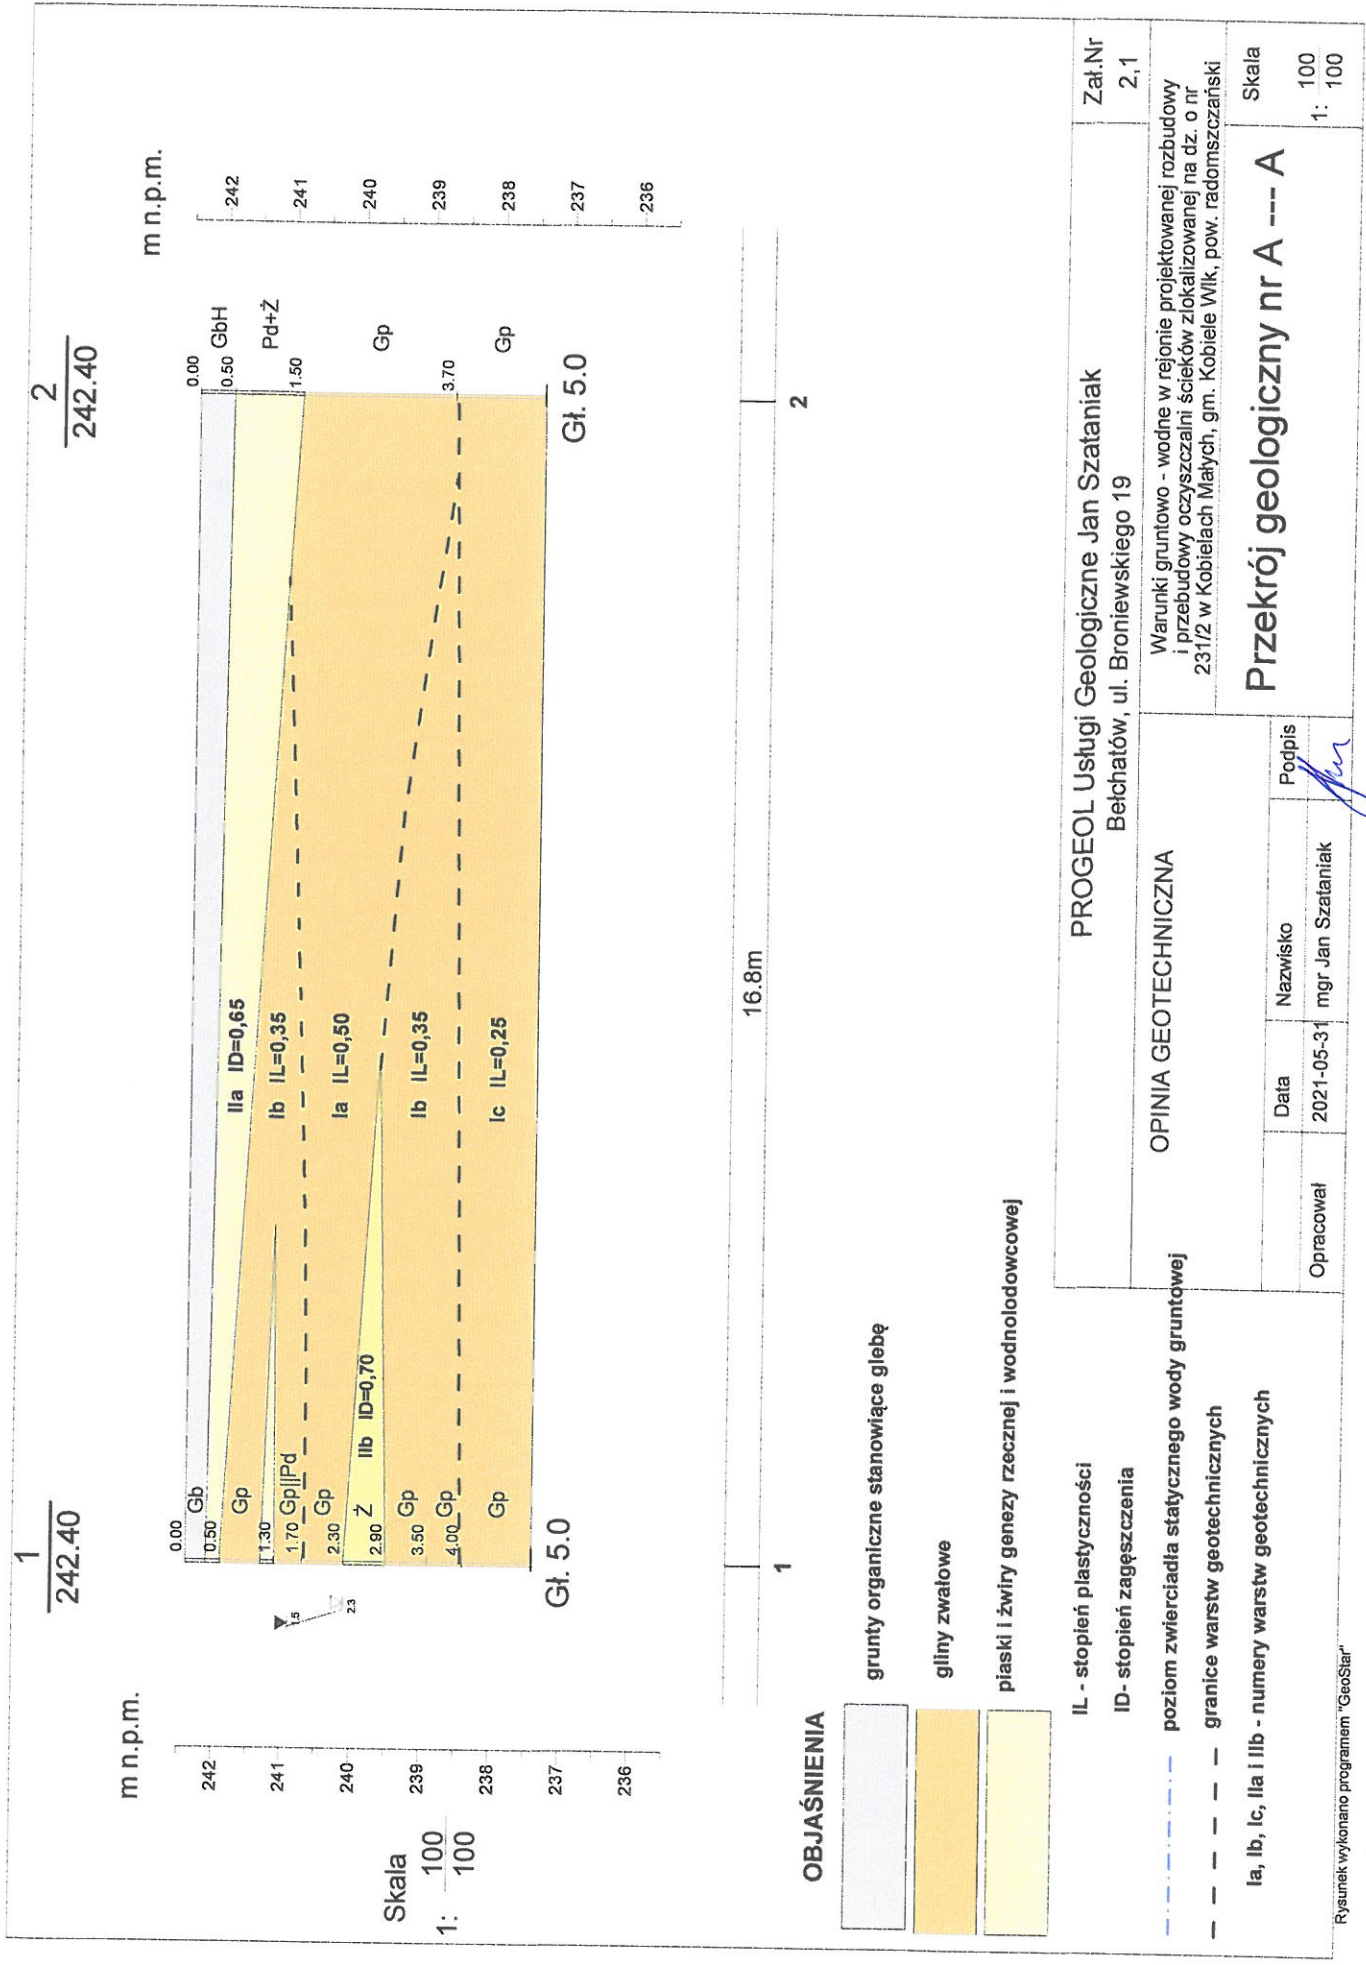 1
242.40
2
242.40
m n.p.m.
m n.p.m.
242
241
240
239
238
237
236
242
241
240
239
238
237
236
Skala
1: 100
100
0.00
0.50
1.30
1.70
2.30
2.90
3.50
4.00
Gb
Gp
Gp||Pd
Gp
Ż
Gp
Gp
Gp
1.5
2.3
Gł. 5.0
IIa ID=0,65
Ib IL=0,35
Ia IL=0,50
IIb ID=0,70
Ib IL=0,35
Ic IL=0,25
0.00
0.50
1.50
3.70
GbH
Pd+Ż
Gp
Gp
Gł. 5.0
16.8m
1
2
OBJAŚNIENIA
grunty organiczne stanowiące glebę
gliny zwałowe
piaski i żwiry genezy rzecznej i wodnolodowcowej
IL - stopień plastyczności
ID- stopień zagęszczenia
poziom zwierciadła statycznego wody gruntowej
granice warstw geotechnicznych
Ia, Ib, Ic, IIa i IIb - numery warstw geotechnicznych
Rysunek wykonano programem "GeoStar"
PROGEOL Usługi Geologiczne Jan Szataniak
Bełchatów, ul. Broniewskiego 19
Zał.Nr
2,1
OPINIA GEOTECHNICZNA
Warunki gruntowo - wodne w rejonie projektowanej rozbudowy
i przebudowy oczyszczalni ścieków zlokalizowanej na dz. o nr
231/2 w Kobielach Małych, gm. Kobiele Wlk, pow. radomszczański
Data Nazwisko Podpis
Opracował 2021-05-31 mgr Jan Szataniak
Przekrój geologiczny nr A --- A
Skala
1: 100
100